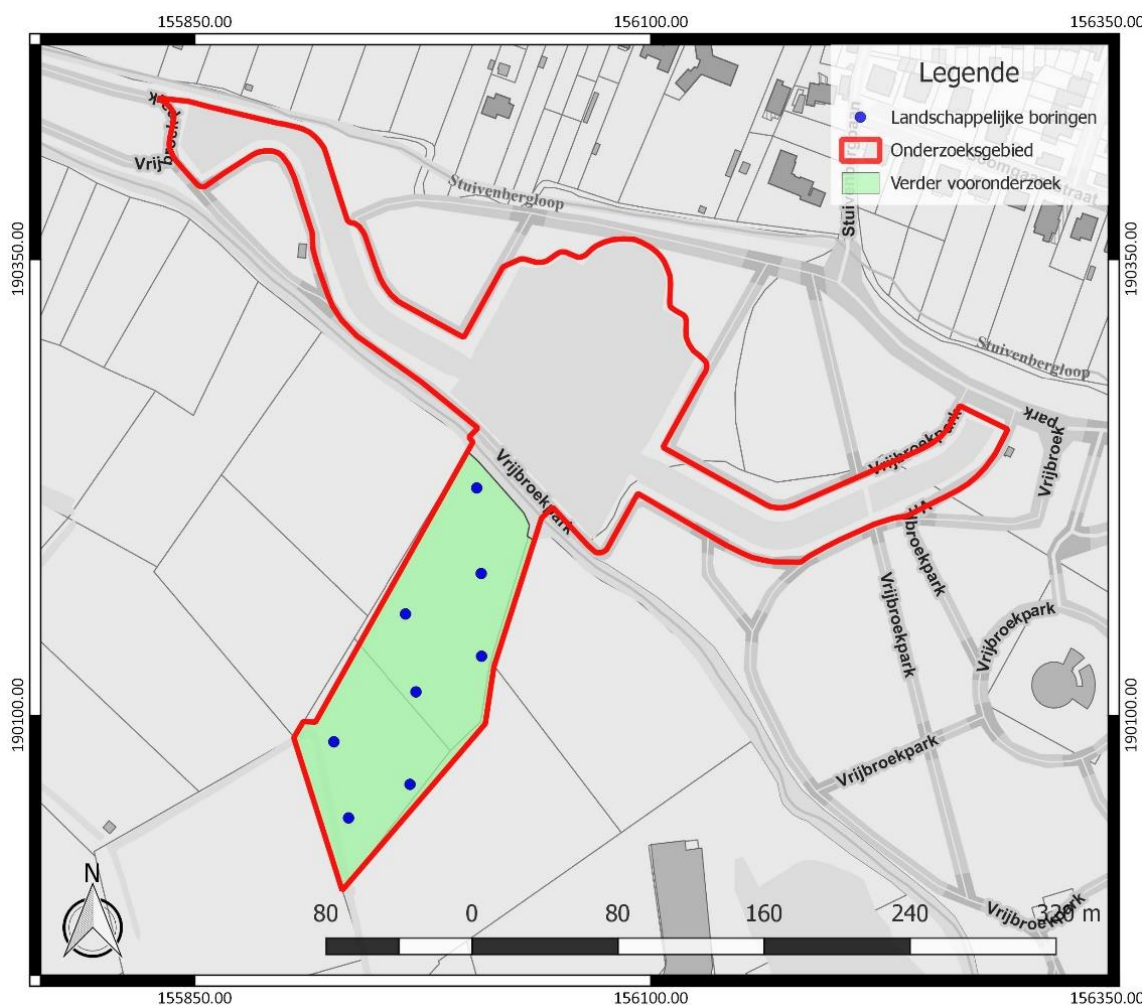 155850.00
156100.00
156350.00
Legende
Landschappelijke boringen
Onderzoeksgebied
Verder vooronderzoek
Vrij-
Stuivenbergloop
190350.00
190350.00
Stuivenbergloop
Vrijbroekpark
park
Vrijbroek
Vrijbroekpark
Vrijbroekpark
Vrijbroekpark
Vrijbroekpark
190100.00
190100.00
Vrijbroekpark
N
80
0
80
160
240
320 m
Vrijbroekpark
155850.00
156100.00
156350.00